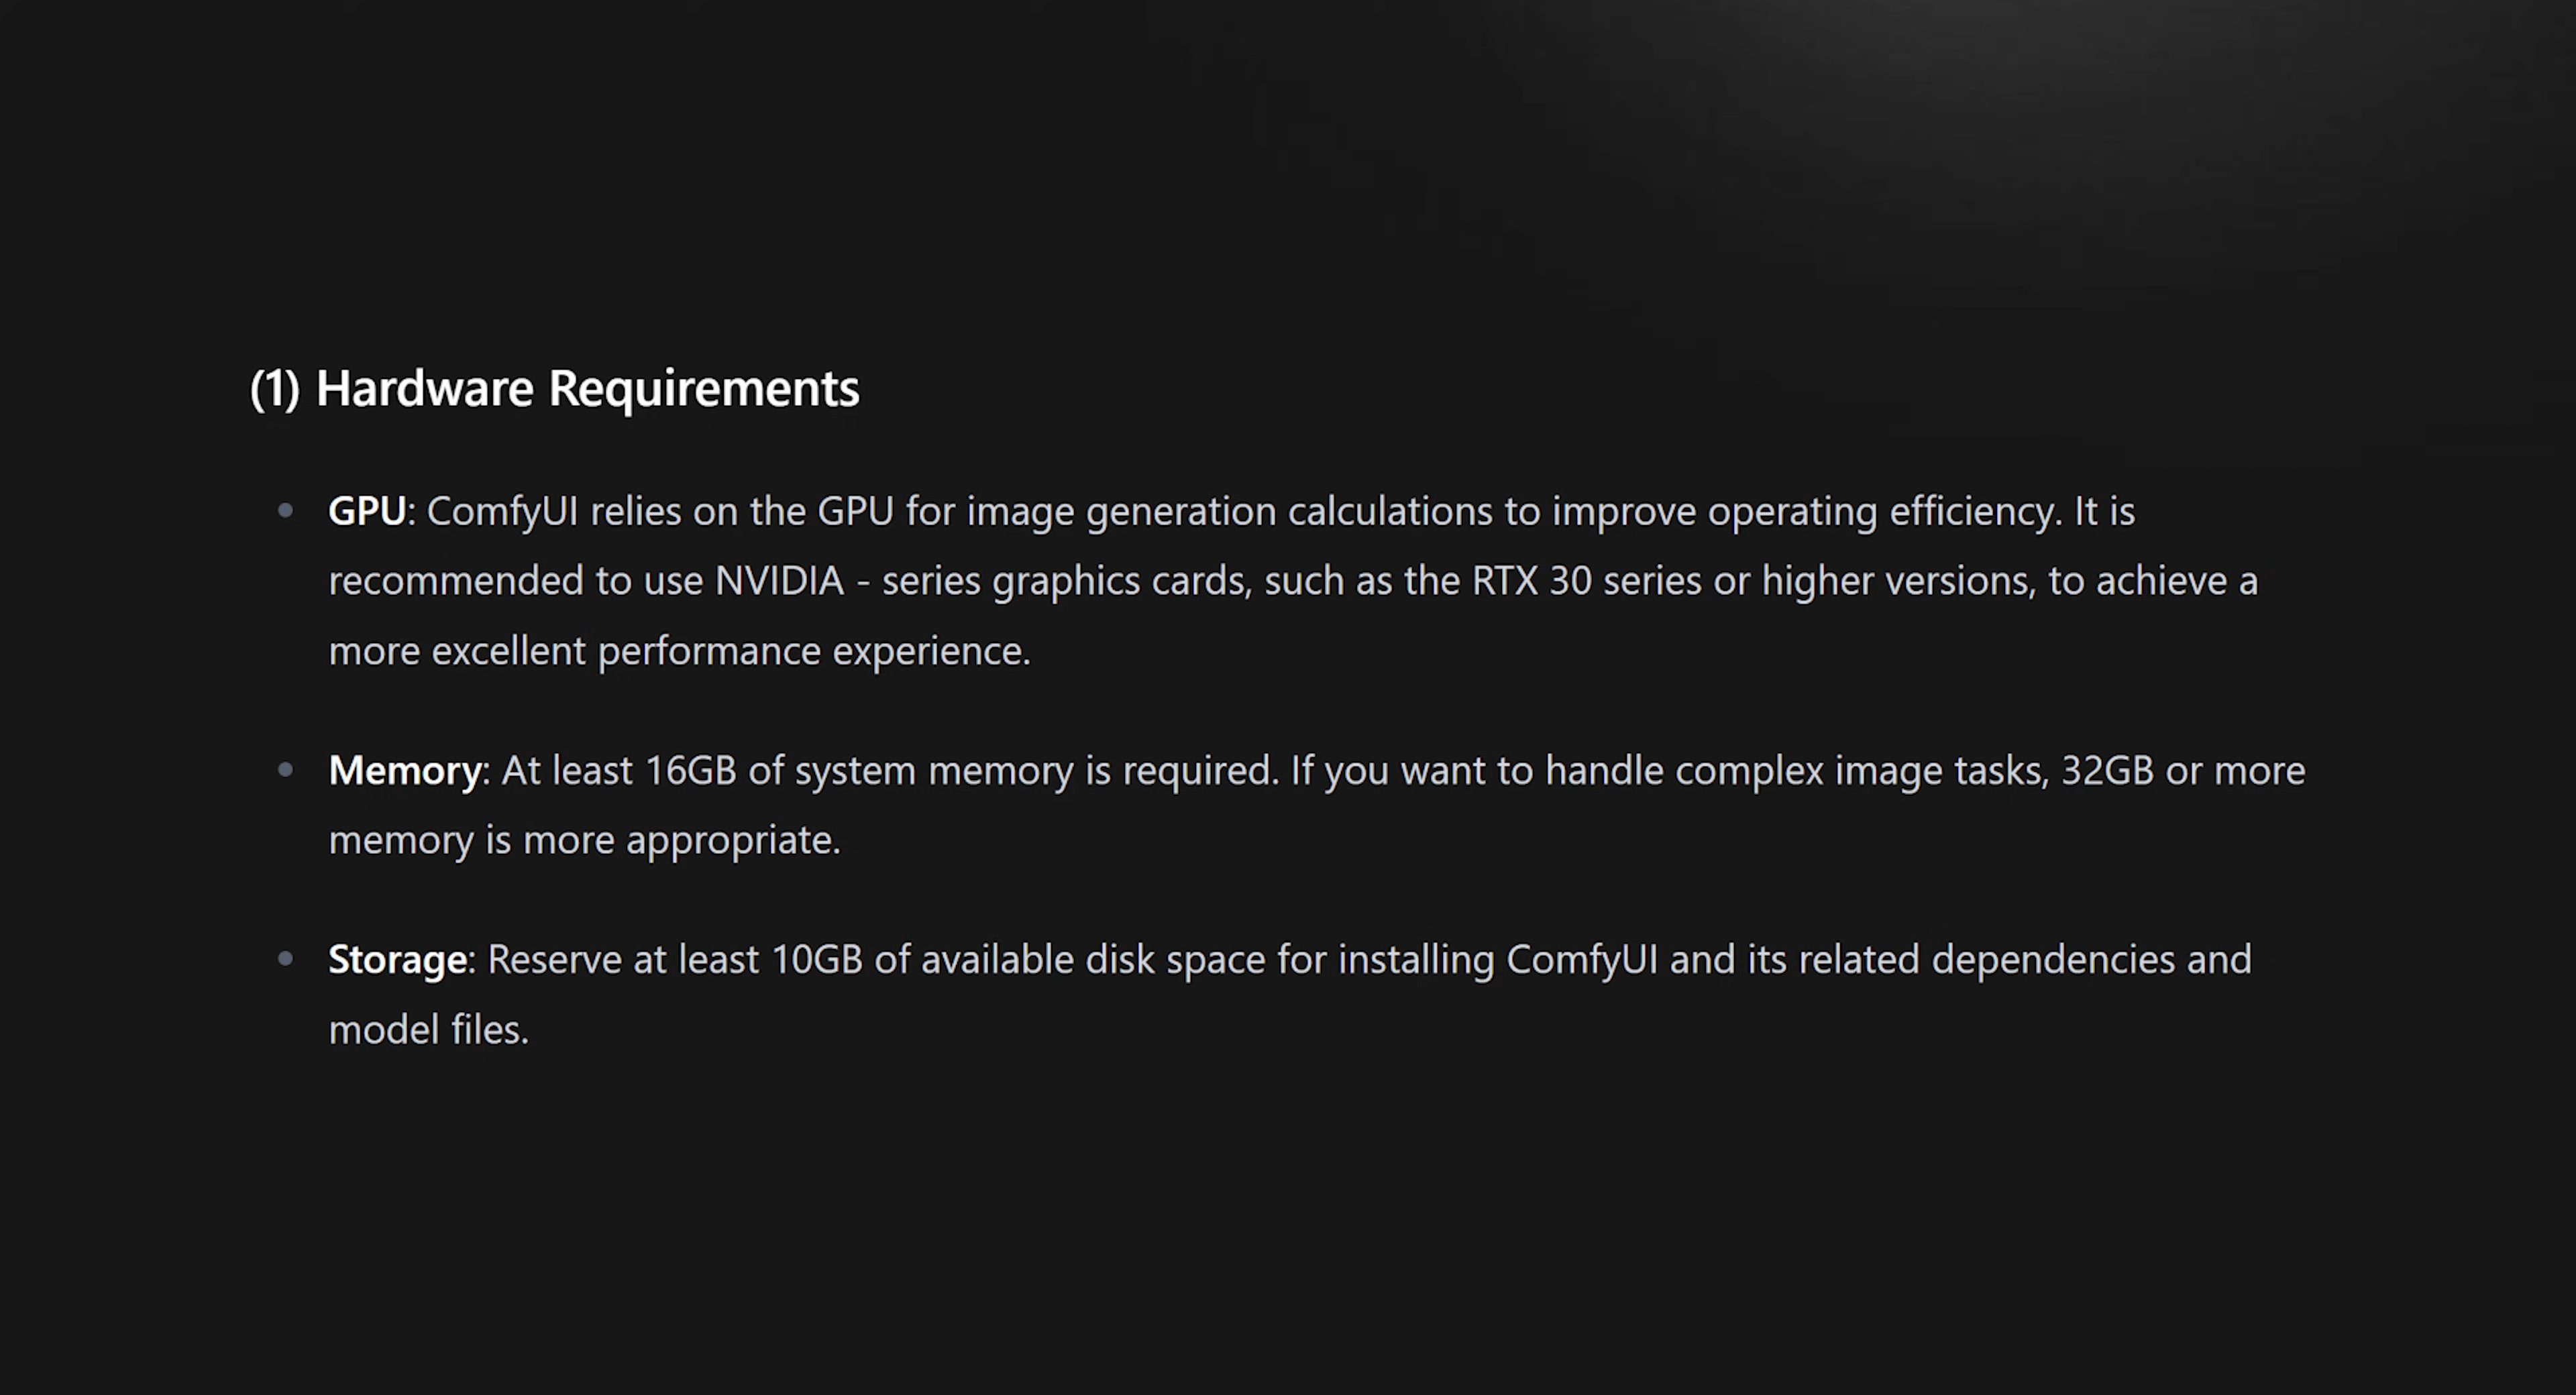 (1) Hardware Requirements
GPU: ComfyUI relies on the GPU for image generation calculations to improve operating efficiency. It is
recommended to use NVIDIA - series graphics cards, such as the RTX 30 series or higher versions, to achieve a
more excellent performance experience.
Memory: At least 16GB of system memory is required. If you want to handle complex image tasks, 32GB or more
memory is more appropriate.
Storage: Reserve at least 10GB of available disk space for installing ComfyUI and its related dependencies and
model files.